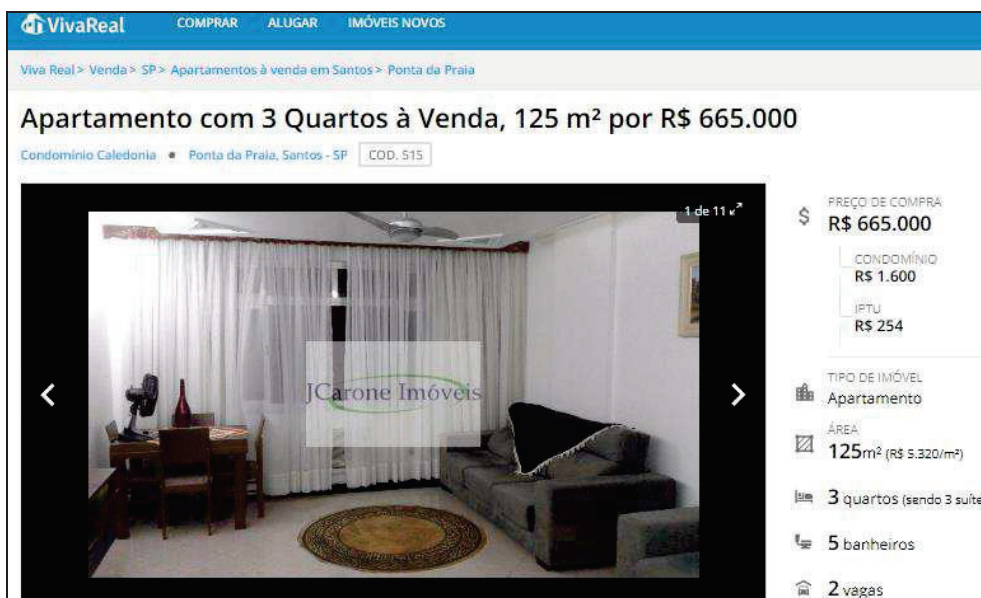 VivaReal COMPRAR ALUGAR IMÓVEIS NOVOS
Viva Real > Venda > SP > Apartamentos à venda em Santos > Ponta da Praia
Apartamento com 3 Quartos à Venda, 125 m² por R$ 665.000
Condomínio Caledonia • Ponta da Praia, Santos - SP COD. 515
1 de 11
JCarone Imóveis
$ PREÇO DE COMPRA
R$ 665.000
CONDOMÍNIO
R$ 1.600
IPTU
R$ 254
TIPO DE IMÓVEL
Apartamento
ÁREA
125m² (R$ 5.320/m²)
3 quartos (sendo 3 suíte
5 banheiros
2 vagas